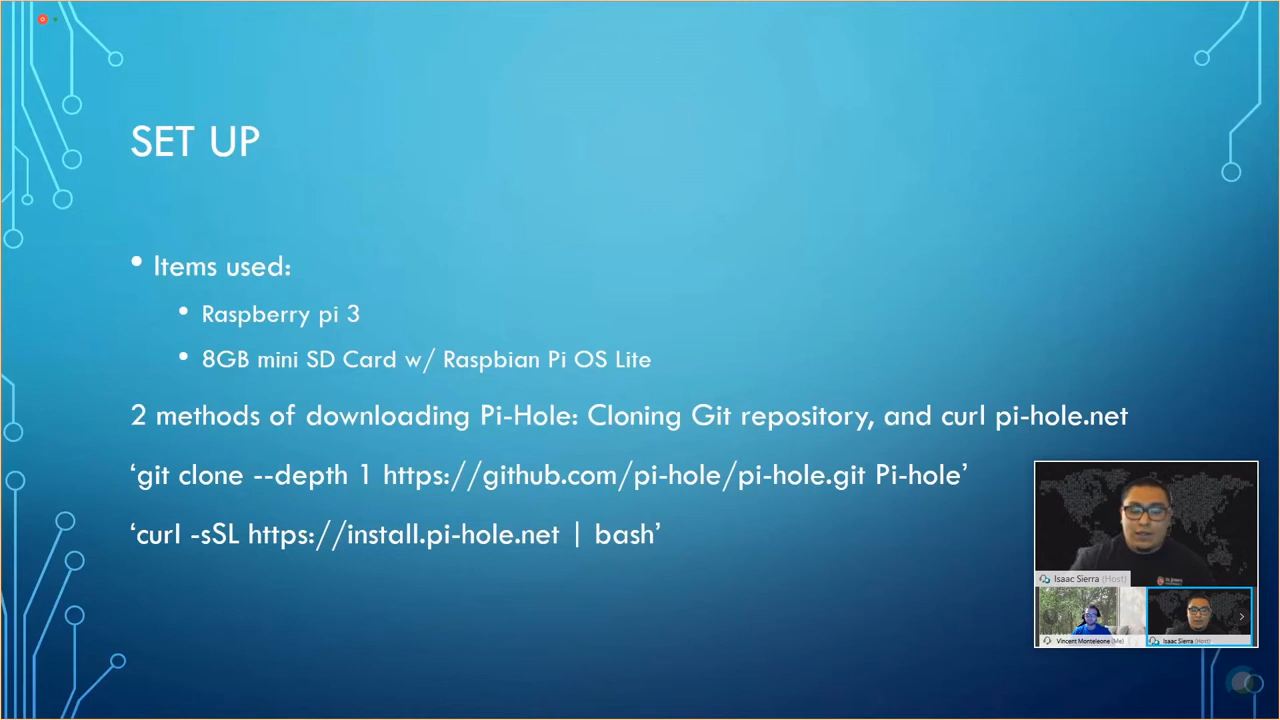 SET UP
• Items used:
• Raspberry pi 3
• 8GB mini SD Card w/ Raspbian Pi OS Lite
2 methods of downloading Pi-Hole: Cloning Git repository, and curl pi-hole.net
‘git clone --depth 1 https://github.com/pi-hole/pi-hole.git Pi-hole’
‘curl -sSL https://install.pi-hole.net | bash’
Isaac Sierra (Host)
Vincent Monteleone (Me)
Isaac Sierra (Host)